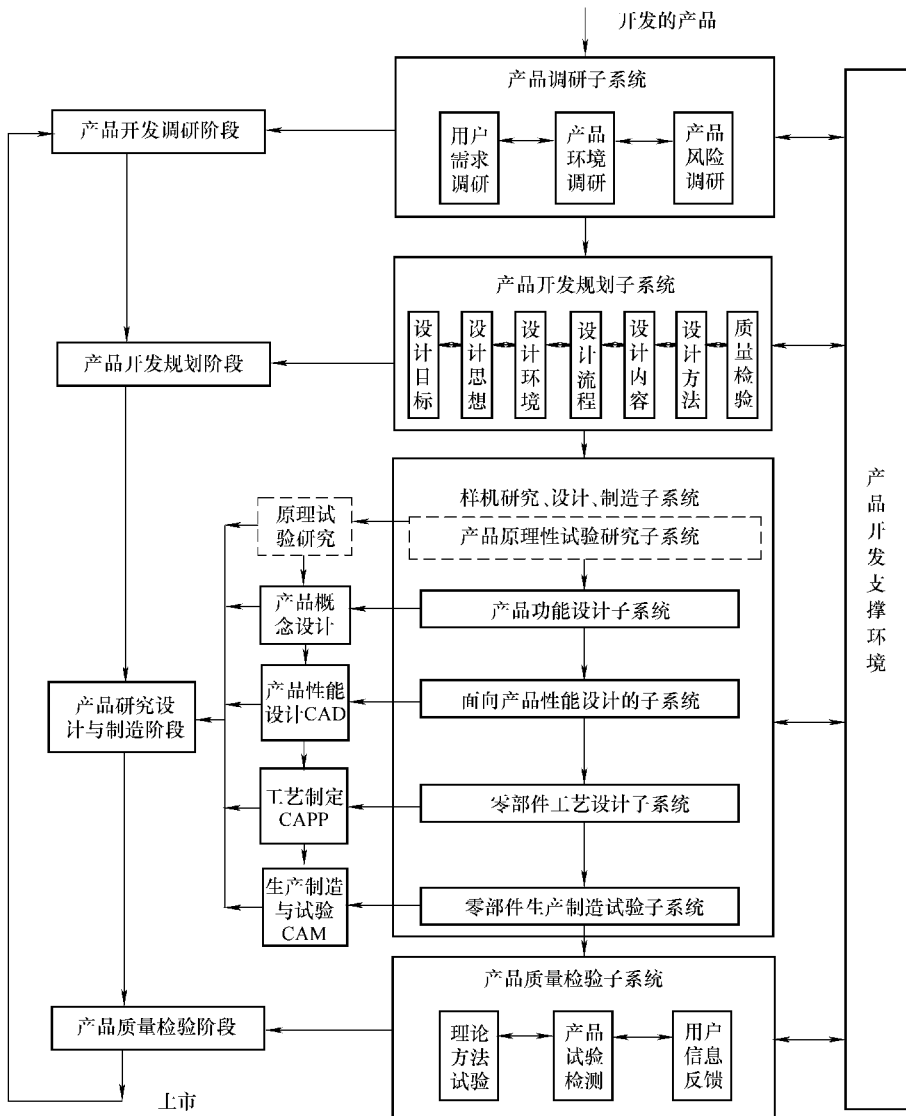 开发的产品
产品调研子系统
产品开发调研阶段
用户
需求
调研
产品
环境
调研
产品
风险
调研
产品开发规划子系统
产品开发规划阶段
设计目标
设计思想
设计环境
设计流程
设计内容
设计方法
质量检验
产品开发支撑环境
样机研究、设计、制造子系统
原理试
验研究
产品原理性试验研究子系统
产品概
念设计
产品功能设计子系统
产品研究设
计与制造阶段
产品性能
设计CAD
面向产品性能设计的子系统
工艺制定
CAPP
零部件工艺设计子系统
生产制造
与试验
CAM
零部件生产制造试验子系统
产品质量检验子系统
产品质量检验阶段
理论
方法
试验
产品
试验
检测
用户
信息
反馈
上市